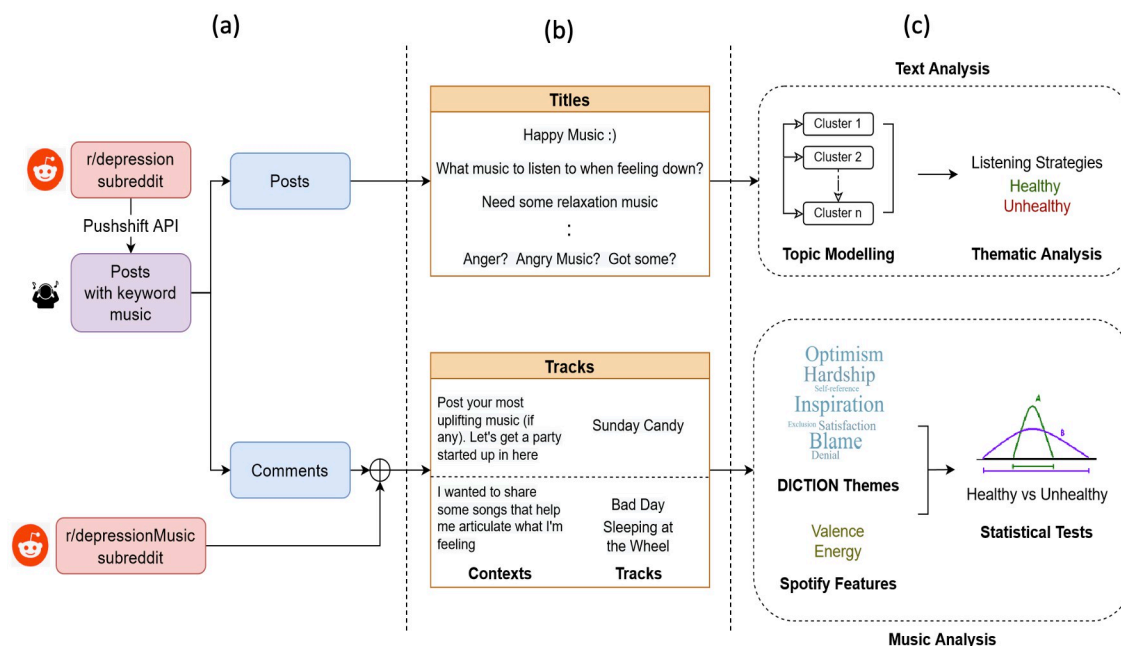 (a)
(b)
(c)
r/depression
subreddit
Pushshift API
Posts
with keyword
music
Posts
Comments
r/depressionMusic
subreddit
Titles
Happy Music :)
What music to listen to when feeling down?
Need some relaxation music
:
Anger? Angry Music? Got some?
Tracks
Post your most
uplifting music (if
any). Let's get a party
started up in here
Sunday Candy
I wanted to share
some songs that help
me articulate what I'm
feeling
Bad Day
Sleeping at
the Wheel
Contexts
Tracks
Text Analysis
Cluster 1
Cluster 2
Cluster n
Topic Modelling
Listening Strategies
Healthy
Unhealthy
Thematic Analysis
Optimism
Hardship
Self-reference
Inspiration
Exclusion Satisfaction
Blame
Denial
DICTION Themes
Valence
Energy
Spotify Features
A
B
Healthy vs Unhealthy
Statistical Tests
Music Analysis